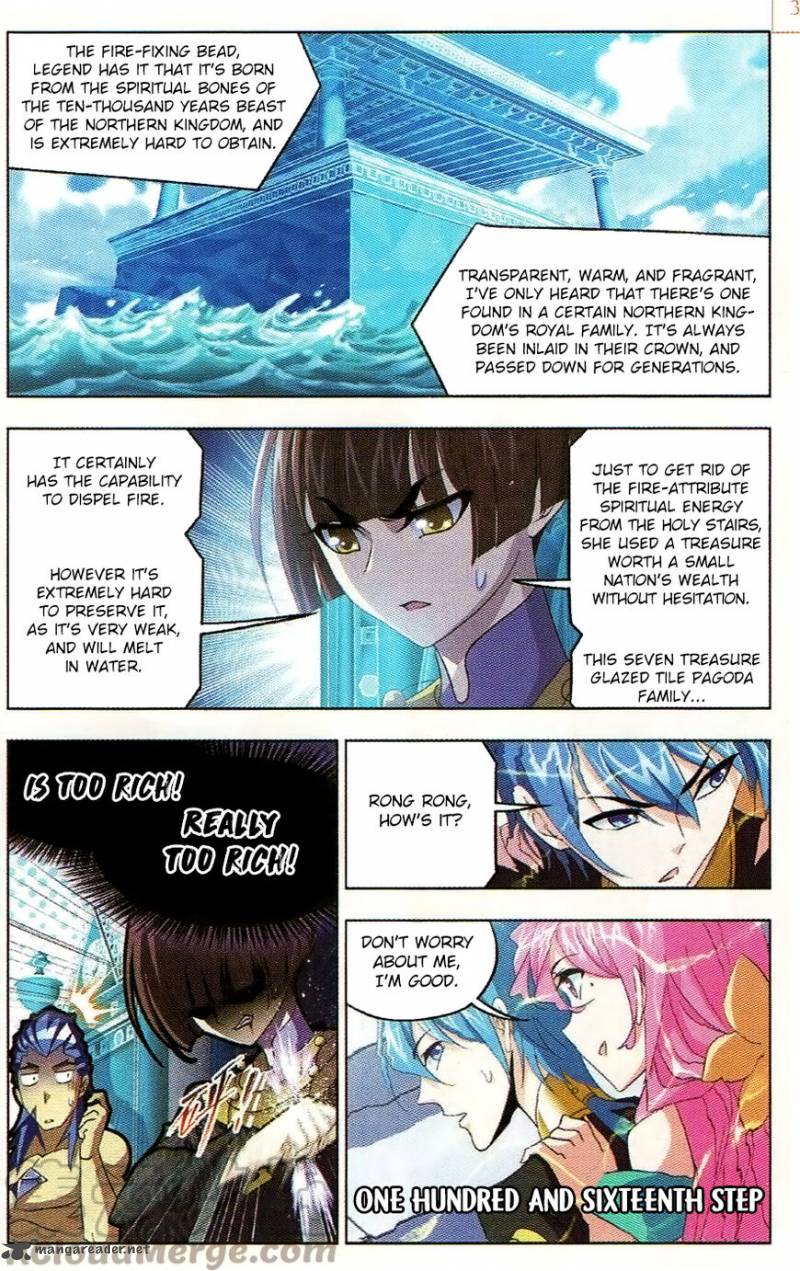 3
THE FIRE-FIXING BEAD,
LEGEND HAS IT THAT IT'S BORN
FROM THE SPIRITUAL BONES OF
THE TEN-THOUSAND YEARS BEAST
OF THE NORTHERN KINGDOM, AND
IS EXTREMELY HARD TO OBTAIN.
TRANSPARENT, WARM, AND FRAGRANT,
I'VE ONLY HEARD THAT THERE'S ONE
FOUND IN A CERTAIN NORTHERN KING-
DOM'S ROYAL FAMILY. IT'S ALWAYS
BEEN INLAID IN THEIR CROWN, AND
PASSED DOWN FOR GENERATIONS.
IT CERTAINLY
HAS THE CAPABILITY
TO DISPEL FIRE.
HOWEVER IT'S
EXTREMELY HARD
TO PRESERVE IT,
AS IT'S VERY WEAK,
AND WILL MELT
IN WATER.
JUST TO GET RID OF
THE FIRE-ATTRIBUTE
SPIRITUAL ENERGY
FROM THE HOLY STAIRS,
SHE USED A TREASURE
WORTH A SMALL
NATION'S WEALTH
WITHOUT HESITATION.
THIS SEVEN TREASURE
GLAZED TILE PAGODA
FAMILY...
IS TOO RICH!
REALLY
TOO RICH!
RONG RONG,
HOW'S IT?
DON'T WORRY
ABOUT ME,
I'M GOOD.
ONE HUNDRED AND SIXTEENTH STEP
mangareader.net